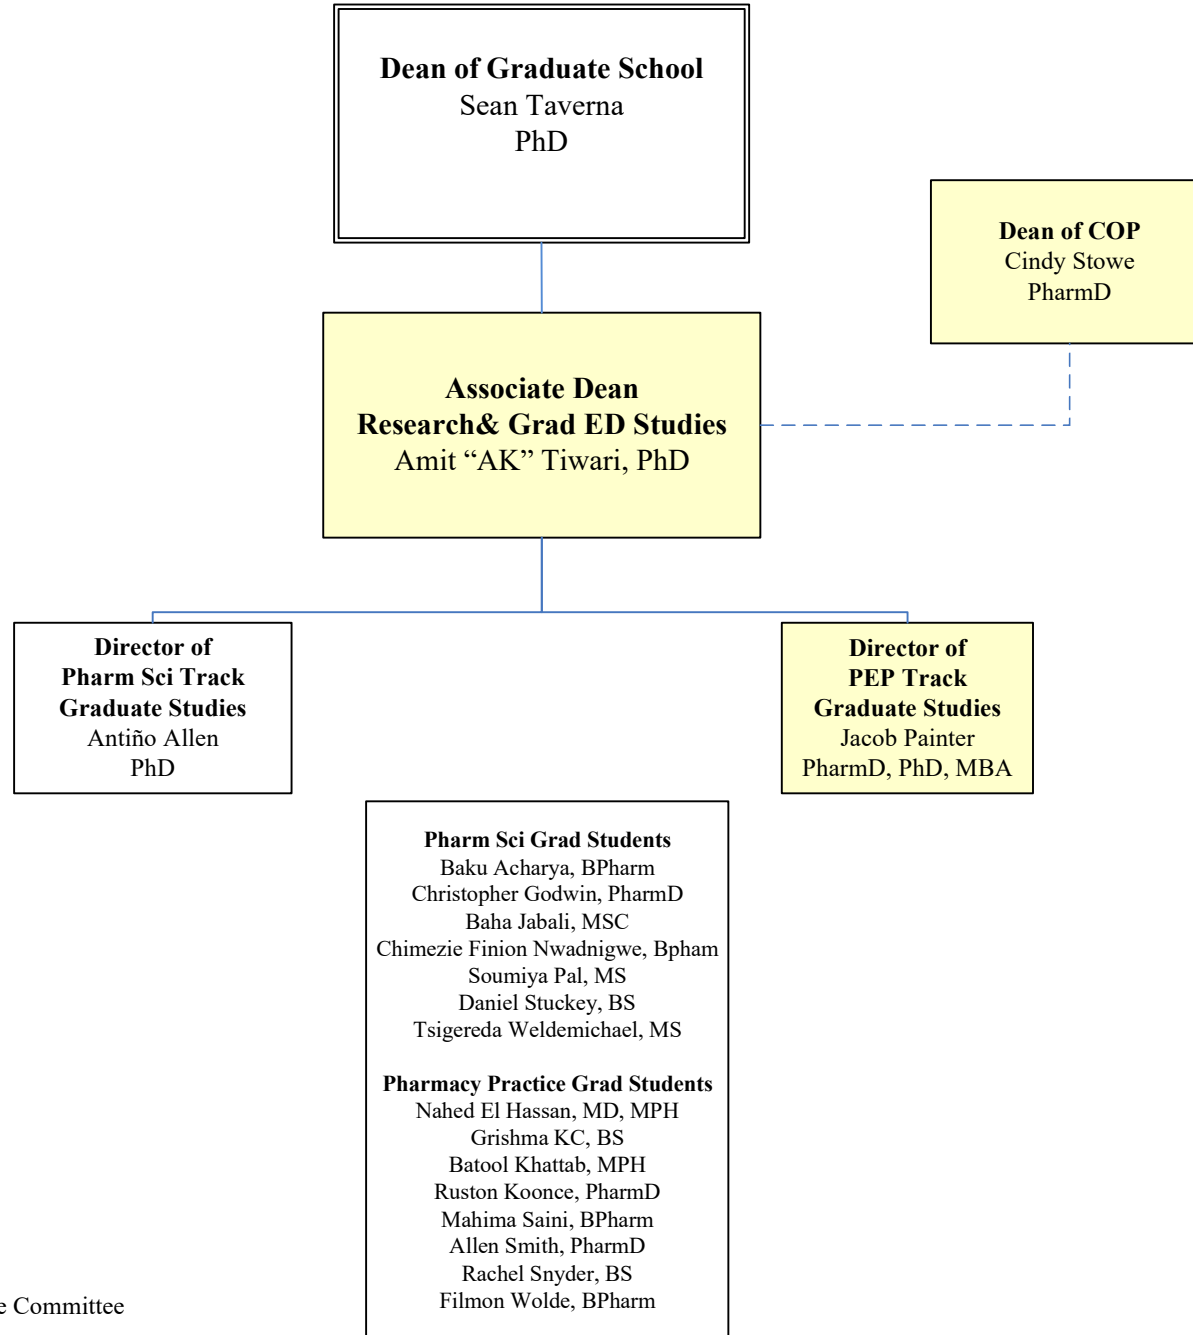 Dean of Graduate School
Sean Taverna
PhD
Dean of COP
Cindy Stowe
PharmD
Associate Dean
Research& Grad ED Studies
Amit “AK” Tiwari, PhD
Director of
Pharm Sci Track
Graduate Studies
Antiño Allen
PhD
Director of
PEP Track
Graduate Studies
Jacob Painter
PharmD, PhD, MBA
Pharm Sci Grad Students
Baku Acharya, BPharm
Christopher Godwin, PharmD
Baha Jabali, MSC
Chimezie Finion Nwadnigwe, Bpham
Soumiya Pal, MS
Daniel Stuckey, BS
Tsigereda Weldemichael, MS
Pharmacy Practice Grad Students
Nahed El Hassan, MD, MPH
Grishma KC, BS
Batool Khattab, MPH
Ruston Koonce, PharmD
Mahima Saini, BPharm
Allen Smith, PharmD
Rachel Snyder, BS
Filmon Wolde, BPharm
e Committee